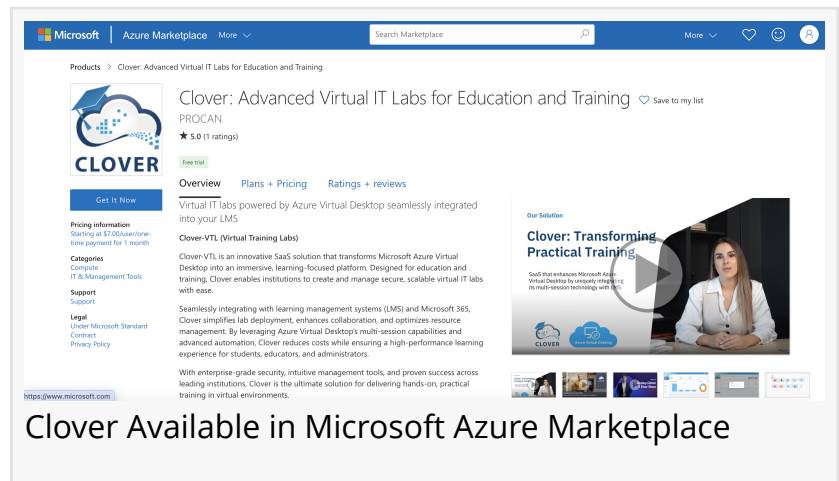 Microsoft Azure Marketplace More Search Marketplace More
Products > Clover: Advanced Virtual IT Labs for Education and Training
CLOVER
Clover: Advanced Virtual IT Labs for Education and Training Save to my list
PROCAN
★ 5.0 (1 ratings)
Free trial
Get It Now
Pricing information
Starting at $7.00/user/one-
time payment for 1 month
Categories
Compute
IT & Management Tools
Support
Support
Legal
Under Microsoft Standard
Contract
Privacy Policy
Overview Plans + Pricing Ratings + reviews
Virtual IT labs powered by Azure Virtual Desktop seamlessly integrated
into your LMS
Clover-VTL (Virtual Training Labs)
Clover-VTL is an innovative SaaS solution that transforms Microsoft Azure Virtual
Desktop into an immersive, learning-focused platform. Designed for education and
training, Clover enables institutions to create and manage secure, scalable virtual IT labs
with ease.
Seamlessly integrating with learning management systems (LMS) and Microsoft 365,
Clover simplifies lab deployment, enhances collaboration, and optimizes resource
management. By leveraging Azure Virtual Desktop's multi-session capabilities and
advanced automation, Clover reduces costs while ensuring a high-performance learning
experience for students, educators, and administrators.
With enterprise-grade security, intuitive management tools, and proven success across
leading institutions, Clover is the ultimate solution for delivering hands-on, practical
training in virtual environments.
Our Solution
Clover: Transforming
Practical Training
SaaS that enhances Microsoft Azure
Virtual Desktop by uniquely integrating
its multi-session technology with LMS.
CLOVER Azure Virtual Desktop
https://www.microsoft.com
Clover Available in Microsoft Azure Marketplace